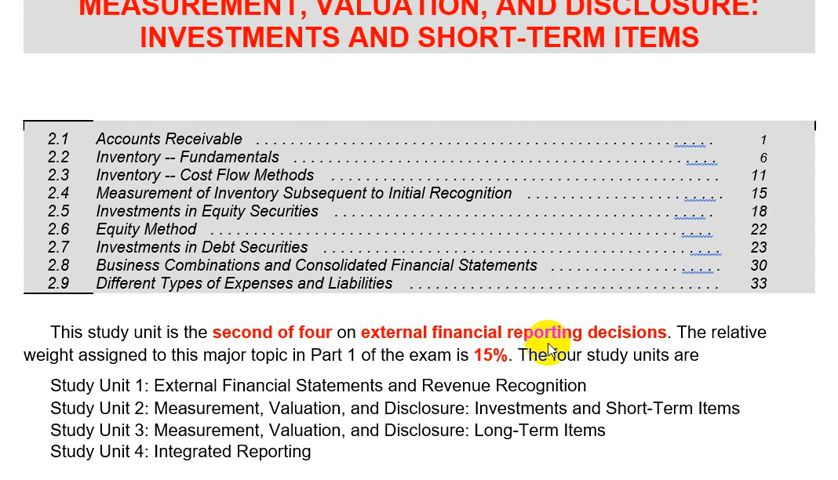 MEASUREMENT, VALUATION, AND DISCLOSURE:
INVESTMENTS AND SHORT-TERM ITEMS
2.1 Accounts Receivable . . . . . . . . . . . . . . . . . . . . . . . . . . . . . . . . . . . . . . . . . . . . . . . . . . . . 1
2.2 Inventory -- Fundamentals . . . . . . . . . . . . . . . . . . . . . . . . . . . . . . . . . . . . . . . . . . . . . . . . 6
2.3 Inventory -- Cost Flow Methods . . . . . . . . . . . . . . . . . . . . . . . . . . . . . . . . . . . . . . . . . . . . 11
2.4 Measurement of Inventory Subsequent to Initial Recognition . . . . . . . . . . . . . . . . . . . . . . 15
2.5 Investments in Equity Securities . . . . . . . . . . . . . . . . . . . . . . . . . . . . . . . . . . . . . . . . . . . 18
2.6 Equity Method . . . . . . . . . . . . . . . . . . . . . . . . . . . . . . . . . . . . . . . . . . . . . . . . . . . . . . . . . 22
2.7 Investments in Debt Securities . . . . . . . . . . . . . . . . . . . . . . . . . . . . . . . . . . . . . . . . . . . . . 23
2.8 Business Combinations and Consolidated Financial Statements . . . . . . . . . . . . . . . . . . . 30
2.9 Different Types of Expenses and Liabilities . . . . . . . . . . . . . . . . . . . . . . . . . . . . . . . . . . . 33
This study unit is the second of four on external financial reporting decisions. The relative
weight assigned to this major topic in Part 1 of the exam is 15%. The four study units are
Study Unit 1: External Financial Statements and Revenue Recognition
Study Unit 2: Measurement, Valuation, and Disclosure: Investments and Short-Term Items
Study Unit 3: Measurement, Valuation, and Disclosure: Long-Term Items
Study Unit 4: Integrated Reporting